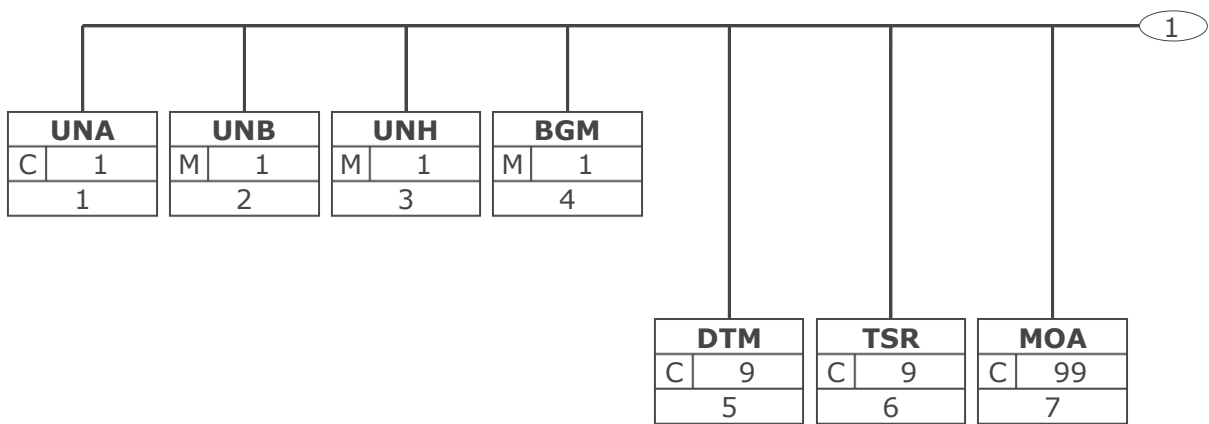 1
UNA UNB UNH BGM
C 1 M 1 M 1 M 1
1 2 3 4
DTM TSR MOA
C 9 C 9 C 99
5 6 7